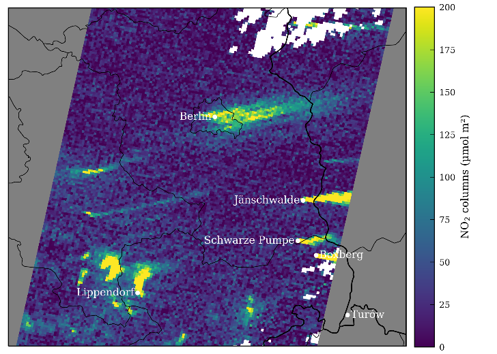 200
175
150
125
100
75
50
25
0
NO₂ columns (μmol m²)
Berlin
Jänschwalde
Schwarze Pumpe
Boxberg
Lippendorf
Turów